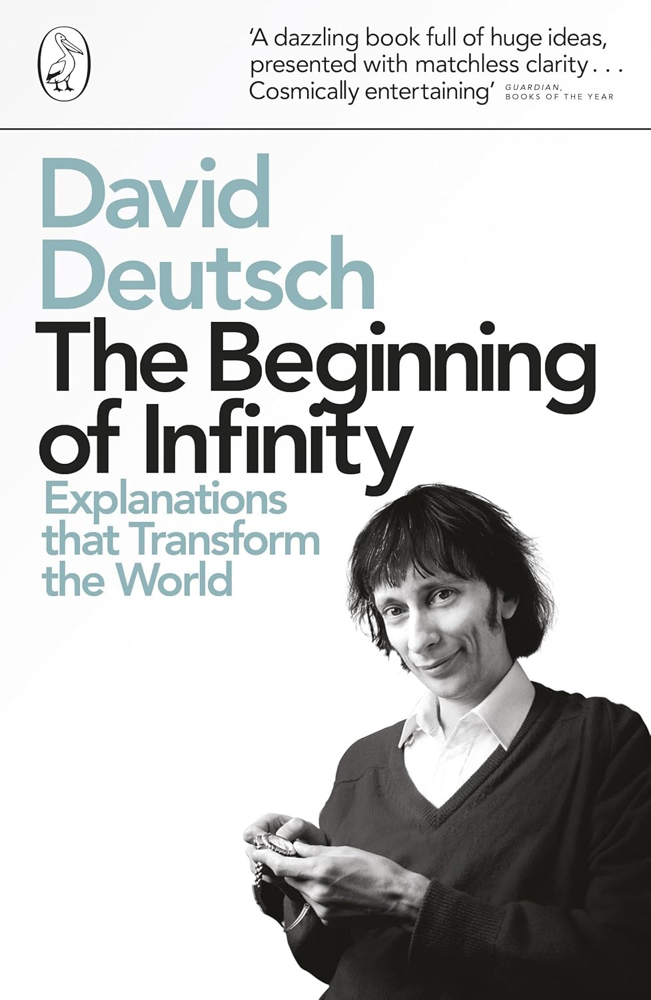 ‘A dazzling book full of huge ideas,
presented with matchless clarity . . .
Cosmically entertaining’ GUARDIAN,
BOOKS OF THE YEAR
David
Deutsch
The Beginning
of Infinity
Explanations
that Transform
the World